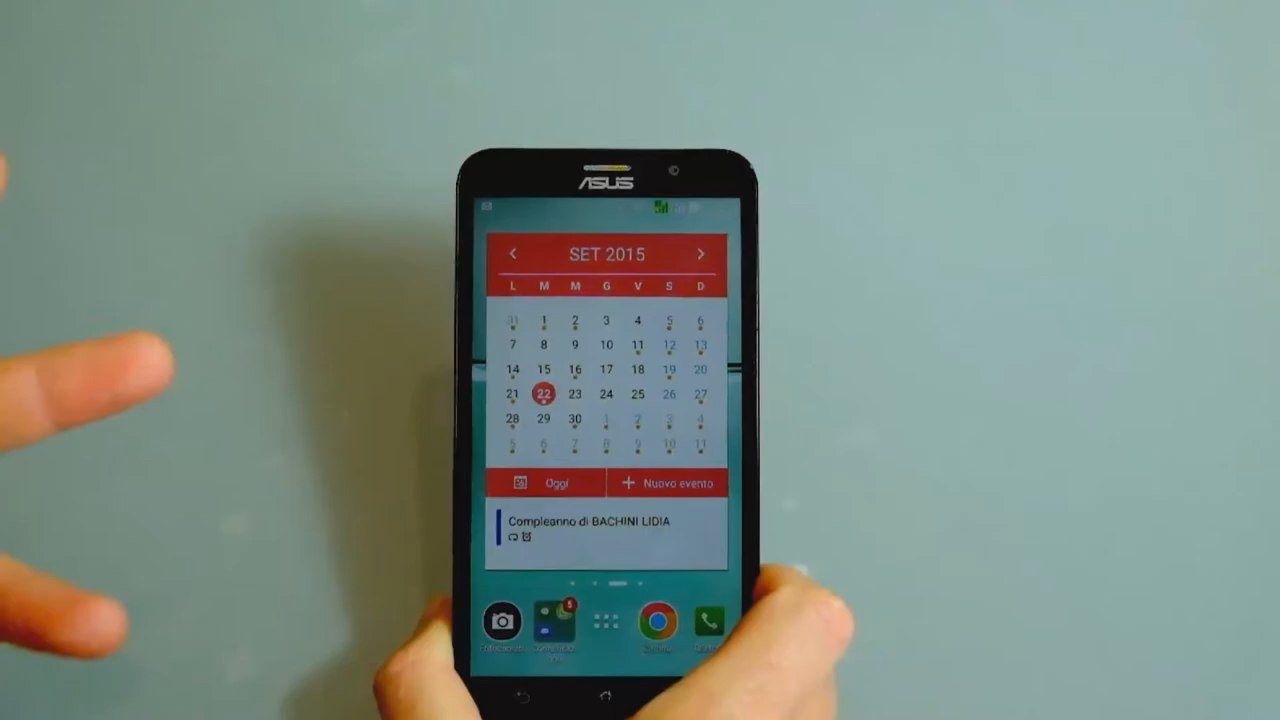 ASUS
SET 2015
L M M G V S D
31 1 2 3 4 5 6
7 8 9 10 11 12 13
14 15 16 17 18 19 20
21 22 23 24 25 26 27
28 29 30 1 2 3 4
5 6 7 8 9 10 11
Oggi Nuovo evento
Compleanno di BACHINI LIDIA
5